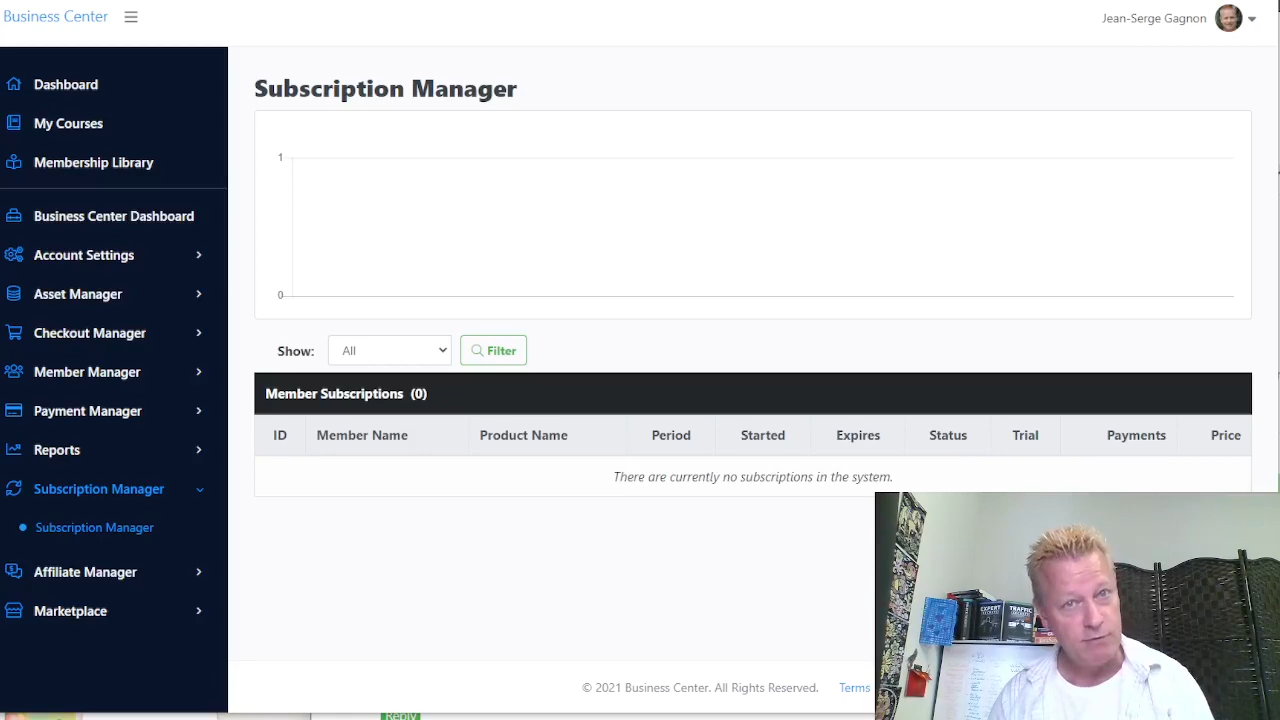 Business Center
Jean-Serge Gagnon
Dashboard
My Courses
Membership Library
Business Center Dashboard
Account Settings
Asset Manager
Checkout Manager
Member Manager
Payment Manager
Reports
Subscription Manager
Subscription Manager
Affiliate Manager
Marketplace
Subscription Manager
1
0
Show: All Filter
Member Subscriptions (0)
ID Member Name Product Name Period Started Expires Status Trial Payments Price
There are currently no subscriptions in the system.
EXPERT
TRAFFIC
© 2021 Business Center. All Rights Reserved. Terms
Reply